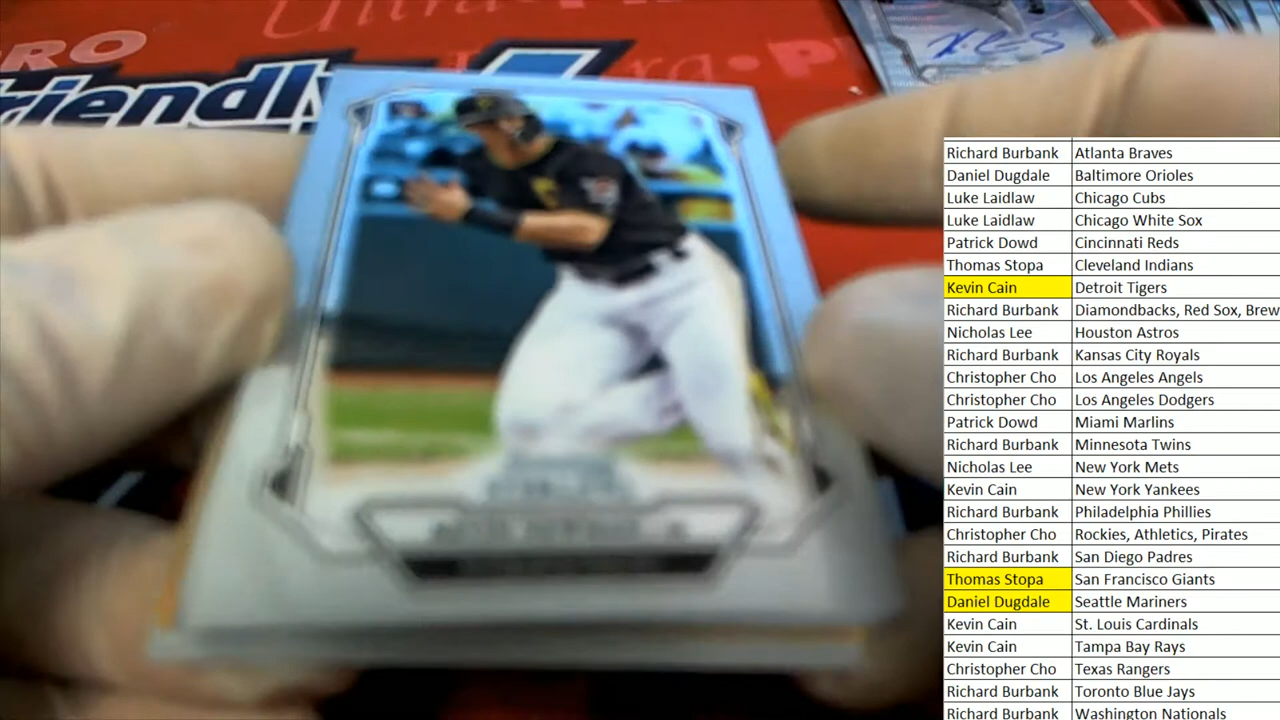 PRO
riendly
Ultra•PRO
Ultra•P
Richard Burbank Atlanta Braves
Daniel Dugdale Baltimore Orioles
Luke Laidlaw Chicago Cubs
Luke Laidlaw Chicago White Sox
Patrick Dowd Cincinnati Reds
Thomas Stopa Cleveland Indians
Kevin Cain Detroit Tigers
Richard Burbank Diamondbacks, Red Sox, Brew
Nicholas Lee Houston Astros
Richard Burbank Kansas City Royals
Christopher Cho Los Angeles Angels
Christopher Cho Los Angeles Dodgers
Patrick Dowd Miami Marlins
Richard Burbank Minnesota Twins
Nicholas Lee New York Mets
Kevin Cain New York Yankees
Richard Burbank Philadelphia Phillies
Christopher Cho Rockies, Athletics, Pirates
Richard Burbank San Diego Padres
Thomas Stopa San Francisco Giants
Daniel Dugdale Seattle Mariners
Kevin Cain St. Louis Cardinals
Kevin Cain Tampa Bay Rays
Christopher Cho Texas Rangers
Richard Burbank Toronto Blue Jays
Richard Burbank Washington Nationals